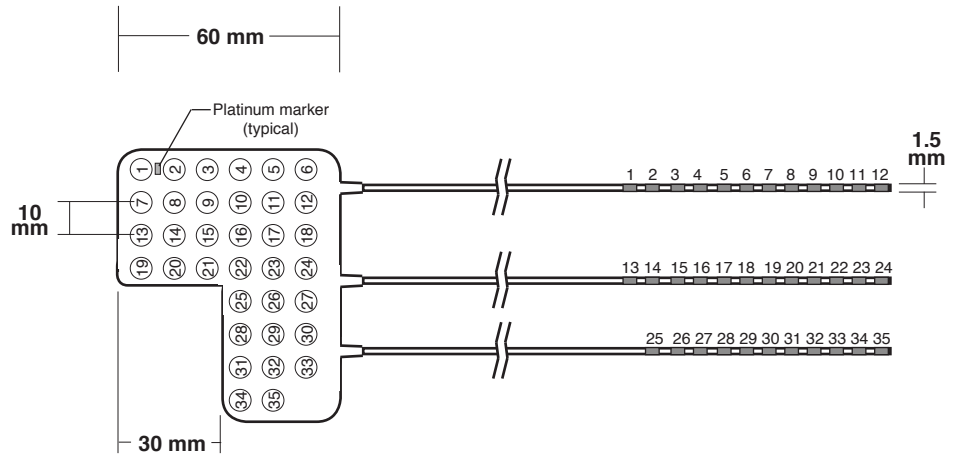 60 mm
Platinum marker
(typical)
1.5
mm
1 2 3 4 5 6
1 2 3 4 5 6 7 8 9 10 11 12
7 8 9 10 11 12
10
mm
13 14 15 16 17 18
19 20 21 22 23 24
13 14 15 16 17 18 19 20 21 22 23 24
25 26 27
28 29 30
25 26 27 28 29 30 31 32 33 34 35
31 32 33
34 35
30 mm